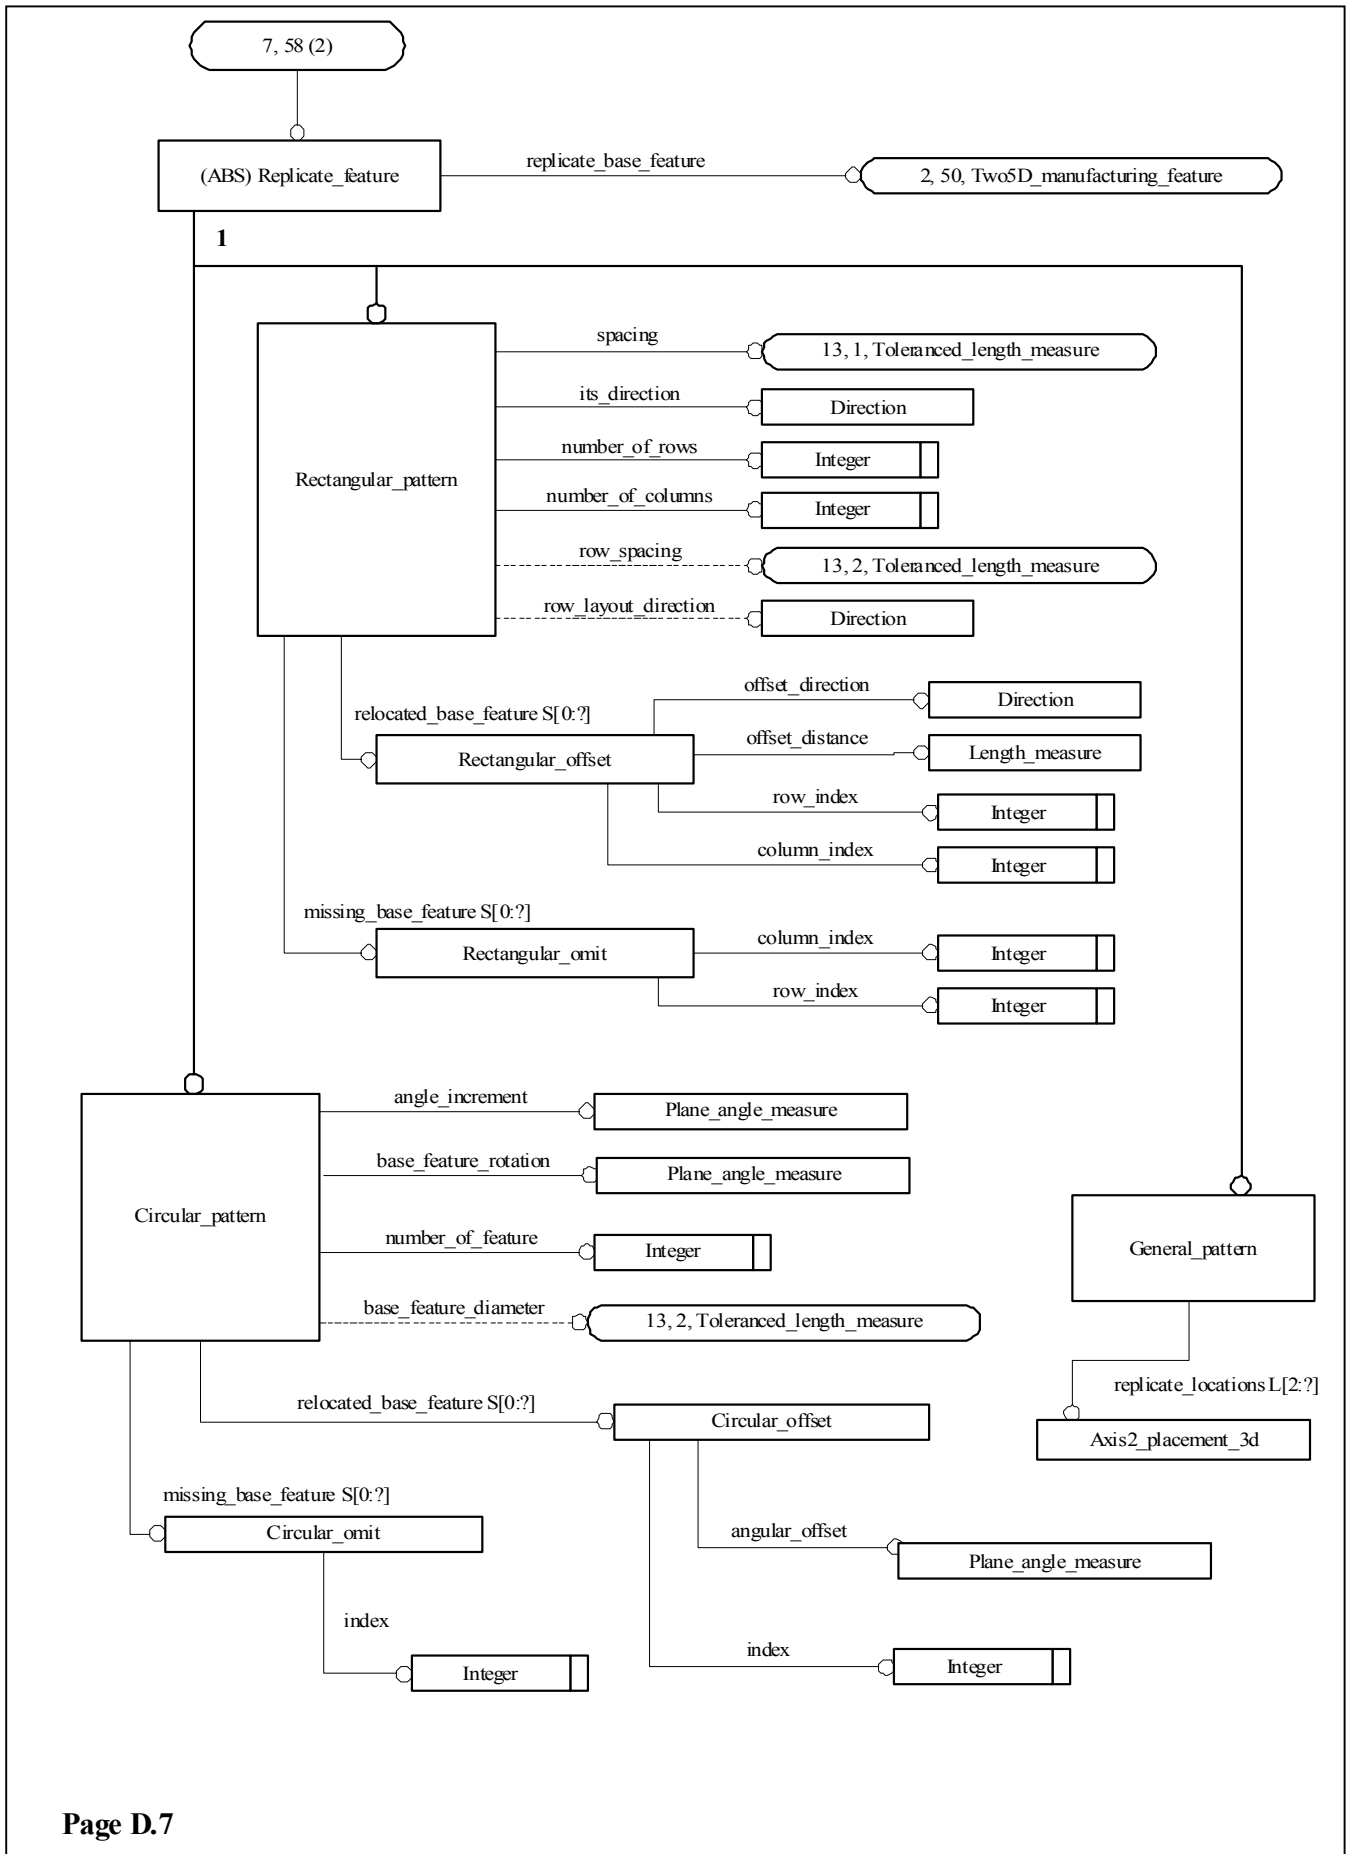 7, 58 (2)
(ABS) Replicate_feature
replicate_base_feature
2, 50, Two5D_manufacturing_feature
1
Rectangular_pattern
spacing
13, 1, Toleranced_length_measure
its_direction
Direction
number_of_rows
Integer
number_of_columns
Integer
row_spacing
13, 2, Toleranced_length_measure
row_layout_direction
Direction
relocated_base_feature S[0:?]
Rectangular_offset
offset_direction
Direction
offset_distance
Length_measure
row_index
Integer
column_index
Integer
missing_base_feature S[0:?]
Rectangular_omit
column_index
Integer
row_index
Integer
Circular_pattern
angle_increment
Plane_angle_measure
base_feature_rotation
Plane_angle_measure
number_of_feature
Integer
base_feature_diameter
13, 2, Toleranced_length_measure
General_pattern
replicate_locations L[2:?]
Axis2_placement_3d
relocated_base_feature S[0:?]
Circular_offset
missing_base_feature S[0:?]
Circular_omit
angular_offset
Plane_angle_measure
index
Integer
index
Integer
Page D.7